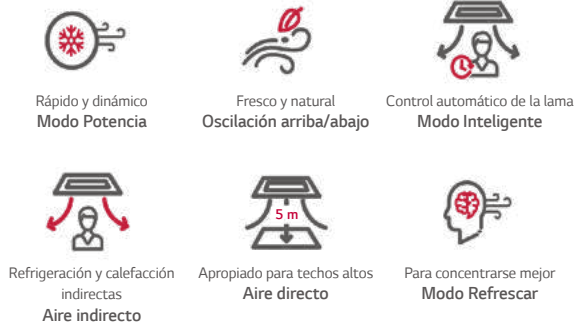 Rápido y dinámico
Modo Potencia
Fresco y natural
Oscilación arriba/abajo
Control automático de la lama
Modo Inteligente
Refrigeración y calefacción
indirectas
Aire indirecto
5 m
Apropiado para techos altos
Aire directo
Para concentrarse mejor
Modo Refrescar